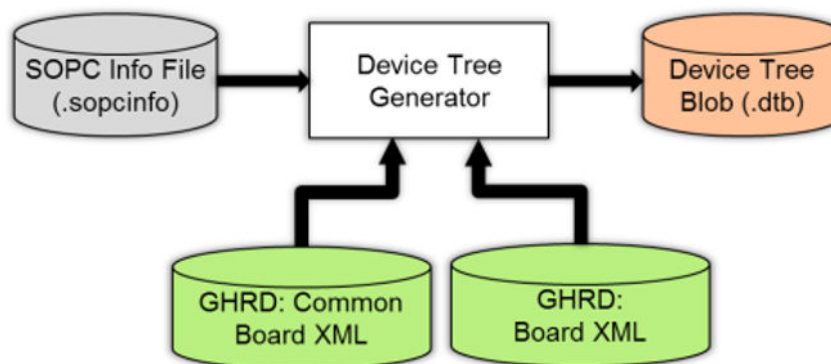 SOPC Info File
(.sopcinfo)
Device Tree
Generator
Device Tree
Blob (.dtb)
GHRD: Common
Board XML
GHRD:
Board XML